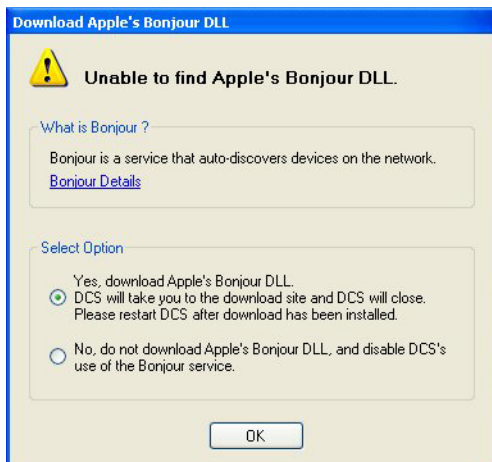 Download Apple's Bonjour DLL
Unable to find Apple's Bonjour DLL.
What is Bonjour ?
Bonjour is a service that auto-discovers devices on the network.
Bonjour Details
Select Option
Yes, download Apple's Bonjour DLL.
DCS will take you to the download site and DCS will close.
Please restart DCS after download has been installed.
No, do not download Apple's Bonjour DLL, and disable DCS's
use of the Bonjour service.
OK